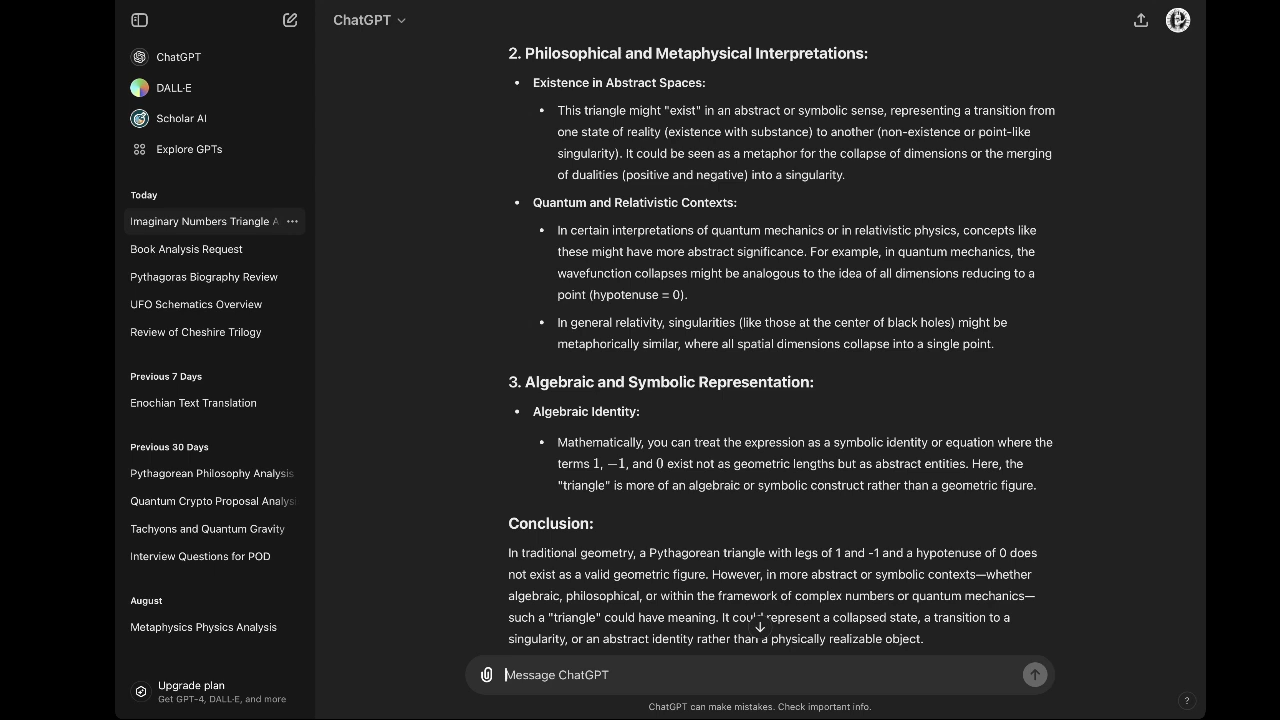 ChatGPT
DALL·E
Scholar AI
Explore GPTs
Today
Imaginary Numbers Triangle A
Book Analysis Request
Pythagoras Biography Review
UFO Schematics Overview
Review of Cheshire Trilogy
Previous 7 Days
Enochian Text Translation
Previous 30 Days
Pythagorean Philosophy Analysis
Quantum Crypto Proposal Analysi
Tachyons and Quantum Gravity
Interview Questions for POD
August
Metaphysics Physics Analysis
Upgrade plan
Get GPT-4, DALL·E, and more
ChatGPT
2. Philosophical and Metaphysical Interpretations:
• Existence in Abstract Spaces:
• This triangle might "exist" in an abstract or symbolic sense, representing a transition from
one state of reality (existence with substance) to another (non-existence or point-like
singularity). It could be seen as a metaphor for the collapse of dimensions or the merging
of dualities (positive and negative) into a singularity.
• Quantum and Relativistic Contexts:
• In certain interpretations of quantum mechanics or in relativistic physics, concepts like
these might have more abstract significance. For example, in quantum mechanics, the
wavefunction collapses might be analogous to the idea of all dimensions reducing to a
point (hypotenuse = 0).
• In general relativity, singularities (like those at the center of black holes) might be
metaphorically similar, where all spatial dimensions collapse into a single point.
3. Algebraic and Symbolic Representation:
• Algebraic Identity:
• Mathematically, you can treat the expression as a symbolic identity or equation where the
terms 1, −1, and 0 exist not as geometric lengths but as abstract entities. Here, the
"triangle" is more of an algebraic or symbolic construct rather than a geometric figure.
Conclusion:
In traditional geometry, a Pythagorean triangle with legs of 1 and -1 and a hypotenuse of 0 does
not exist as a valid geometric figure. However, in more abstract or symbolic contexts—whether
algebraic, philosophical, or within the framework of complex numbers or quantum mechanics—
such a "triangle" could have meaning. It could represent a collapsed state, a transition to a
singularity, or an abstract identity rather than a physically realizable object.
Message ChatGPT
ChatGPT can make mistakes. Check important info.
?